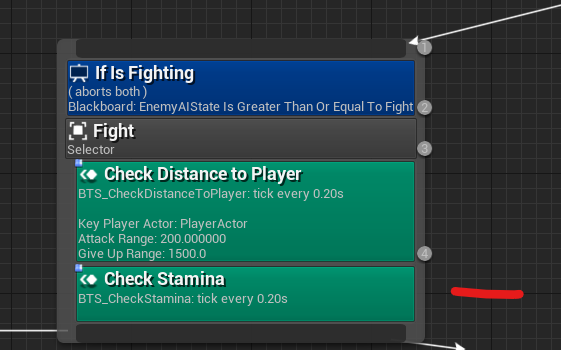 1
If Is Fighting
( aborts both )
Blackboard: EnemyAIState Is Greater Than Or Equal To Fight
2
Fight
Selector
3
Check Distance to Player
BTS_CheckDistanceToPlayer: tick every 0.20s
Key Player Actor: PlayerActor
Attack Range: 200.000000
Give Up Range: 1500.0
4
Check Stamina
BTS_CheckStamina: tick every 0.20s